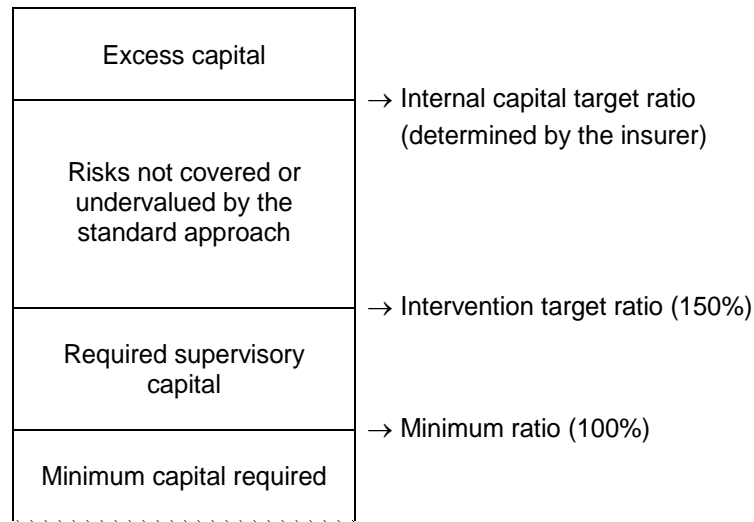 Excess capital
→ Internal capital target ratio
(determined by the insurer)
Risks not covered or
undervalued by the
standard approach
→ Intervention target ratio (150%)
Required supervisory
capital
→ Minimum ratio (100%)
Minimum capital required